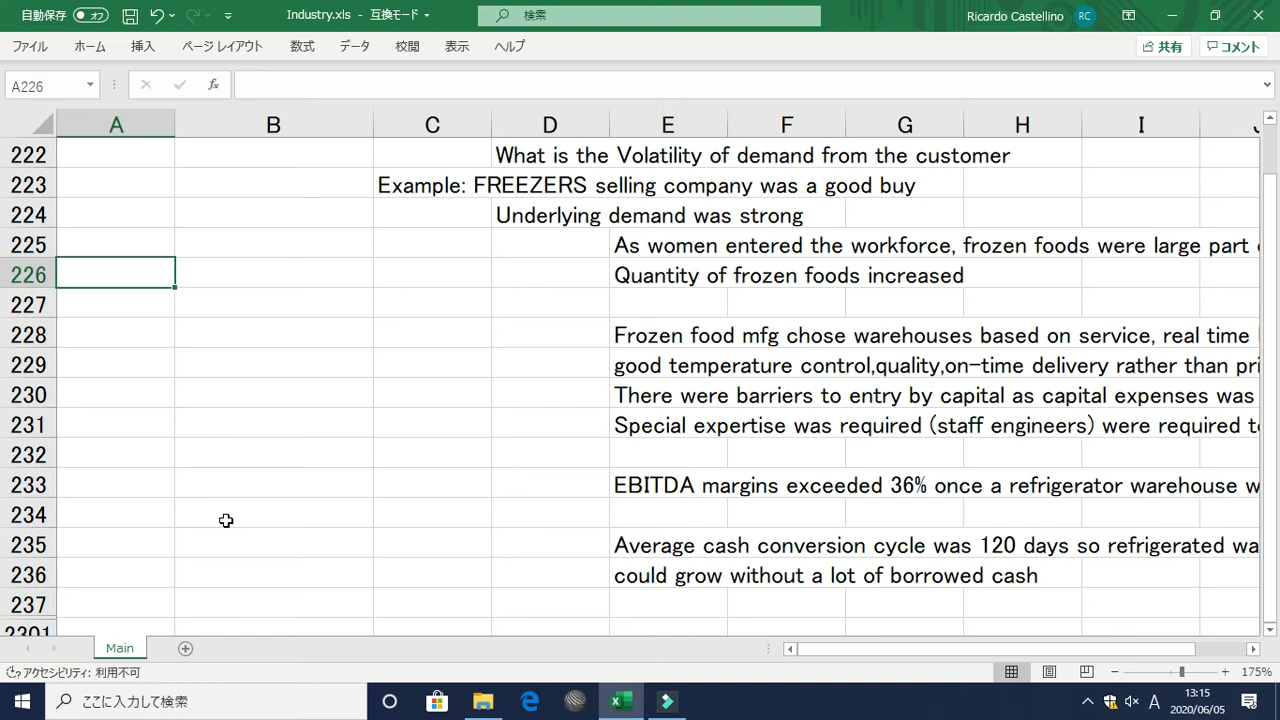 自動保存 オフ Industry.xls - 互換モード 検索 Ricardo Castellino RC
ファイル ホーム 挿入 ページ レイアウト 数式 データ 校閲 表示 ヘルプ 共有 コメント
A226 fx
A B C D E F G H I
222 What is the Volatility of demand from the customer
223 Example: FREEZERS selling company was a good buy
224 Underlying demand was strong
225 As women entered the workforce, frozen foods were large part
226 Quantity of frozen foods increased
227
228 Frozen food mfg chose warehouses based on service, real time
229 good temperature control,quality,on-time delivery rather than pri
230 There were barriers to entry by capital as capital expenses was
231 Special expertise was required (staff engineers) were required t
232
233 EBITDA margins exceeded 36% once a refrigerator warehouse w
234
235 Average cash conversion cycle was 120 days so refrigerated wa
236 could grow without a lot of borrowed cash
237
Main
アクセシビリティ: 利用不可 175%
ここに入力して検索 A 13:15
2020/06/05